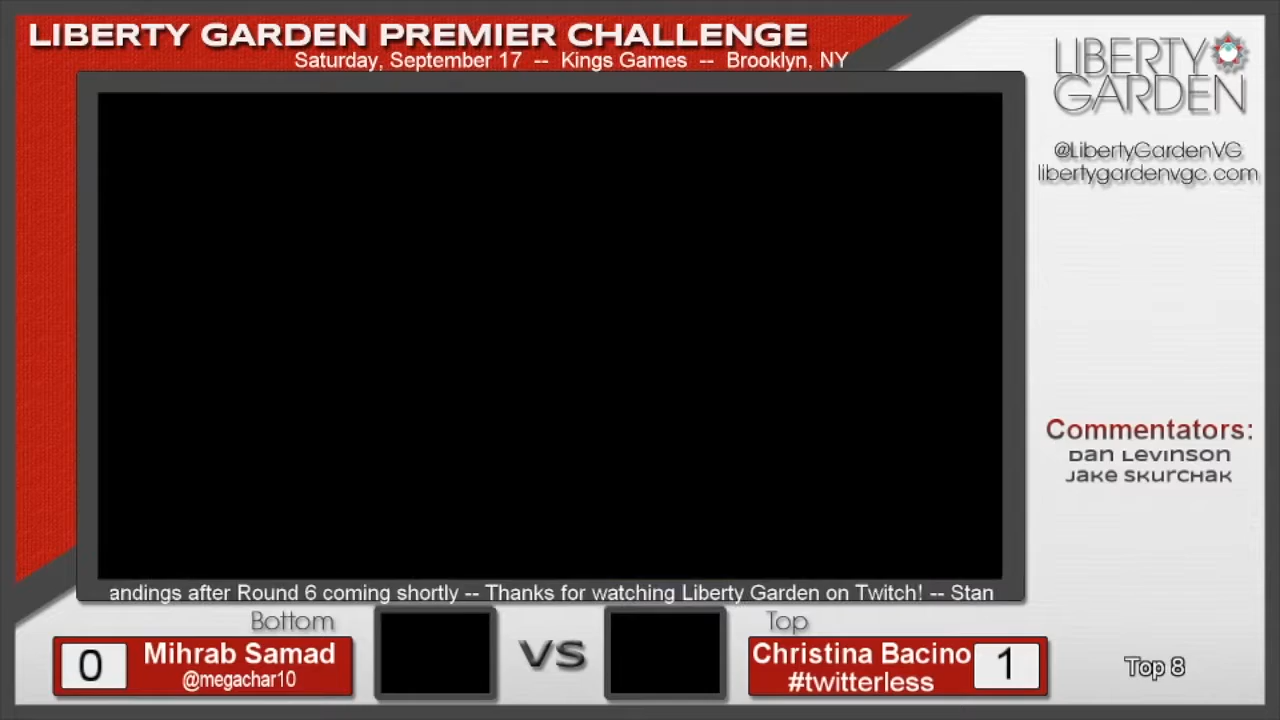 LIBERTY GARDEN PREMIER CHALLENGE
Saturday, September 17 -- Kings Games -- Brooklyn, NY
LIBERTY
GARDEN
@LibertyGardenVG
libertygardenvgc.com
Commentators:
Dan Levinson
Jake Skurchak
andings after Round 6 coming shortly -- Thanks for watching Liberty Garden on Twitch! -- Stan
Bottom
0
Mihrab Samad
@megachar10
VS
Top
Christina Bacino
#twitterless
1
Top 8